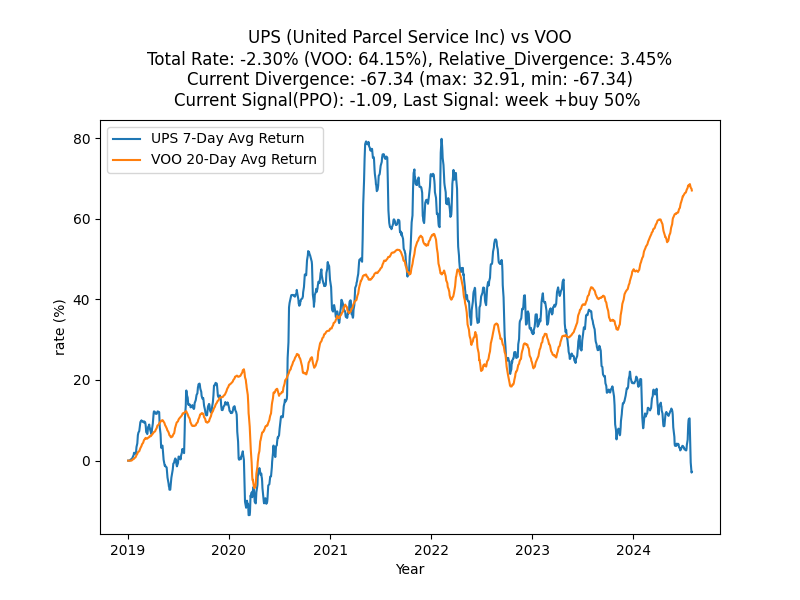 UPS (United Parcel Service Inc) vs VOO
Total Rate: -2.30% (VOO: 64.15%), Relative_Divergence: 3.45%
Current Divergence: -67.34 (max: 32.91, min: -67.34)
Current Signal(PPO): -1.09, Last Signal: week +buy 50%
UPS 7-Day Avg Return
VOO 20-Day Avg Return
80
60
40
20
0
rate (%)
2019
2020
2021
2022
2023
2024
Year